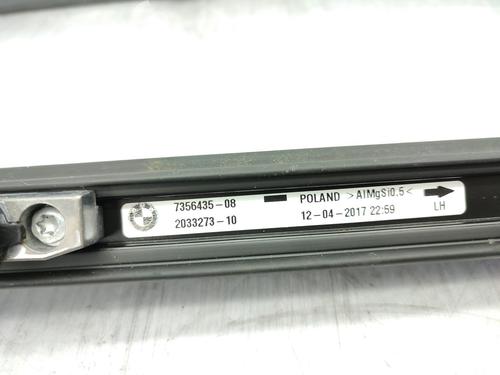 7356435-08 POLAND >AlMgSi0.5<
2033273-10 12-04-2017 22:59 LH